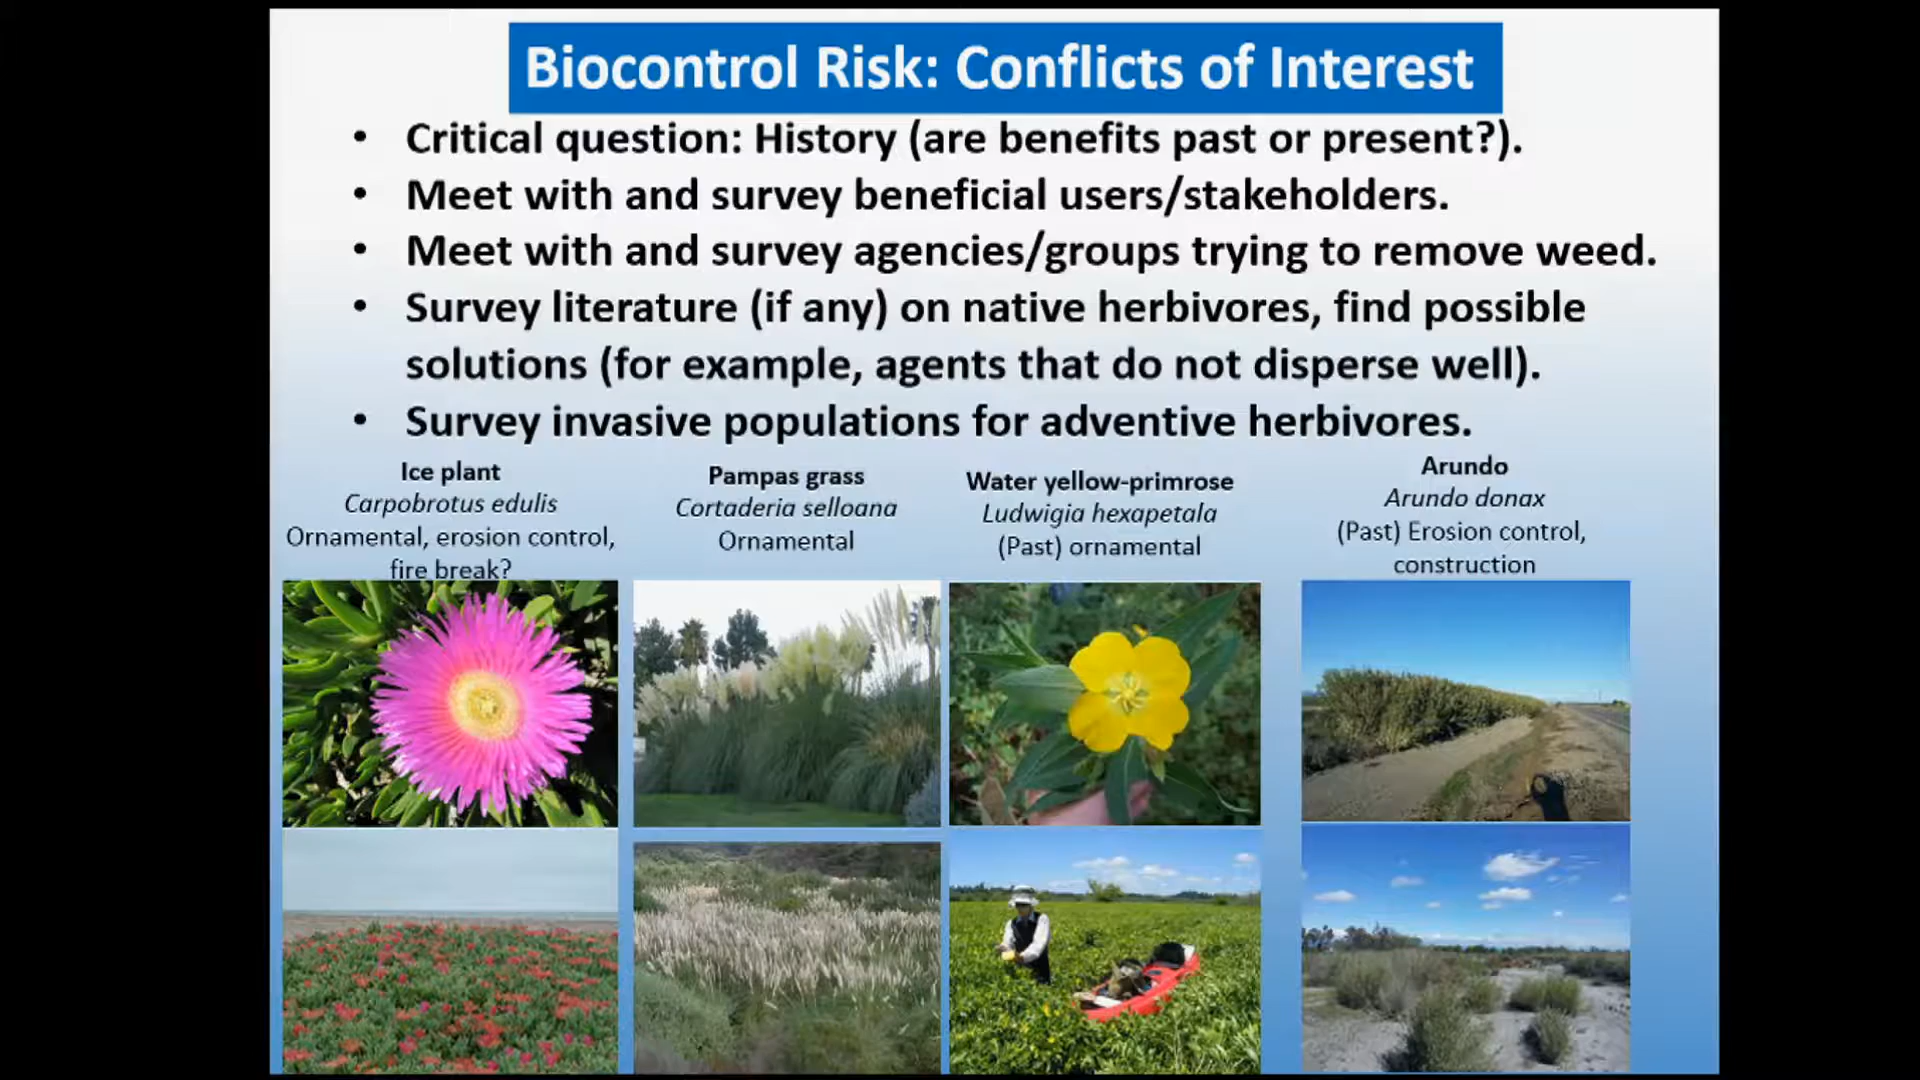 Biocontrol Risk: Conflicts of Interest
• Critical question: History (are benefits past or present?).
• Meet with and survey beneficial users/stakeholders.
• Meet with and survey agencies/groups trying to remove weed.
• Survey literature (if any) on native herbivores, find possible
solutions (for example, agents that do not disperse well).
• Survey invasive populations for adventive herbivores.
Ice plant
Carpobrotus edulis
Ornamental, erosion control,
fire break?
Pampas grass
Cortaderia selloana
Ornamental
Water yellow-primrose
Ludwigia hexapetala
(Past) ornamental
Arundo
Arundo donax
(Past) Erosion control,
construction